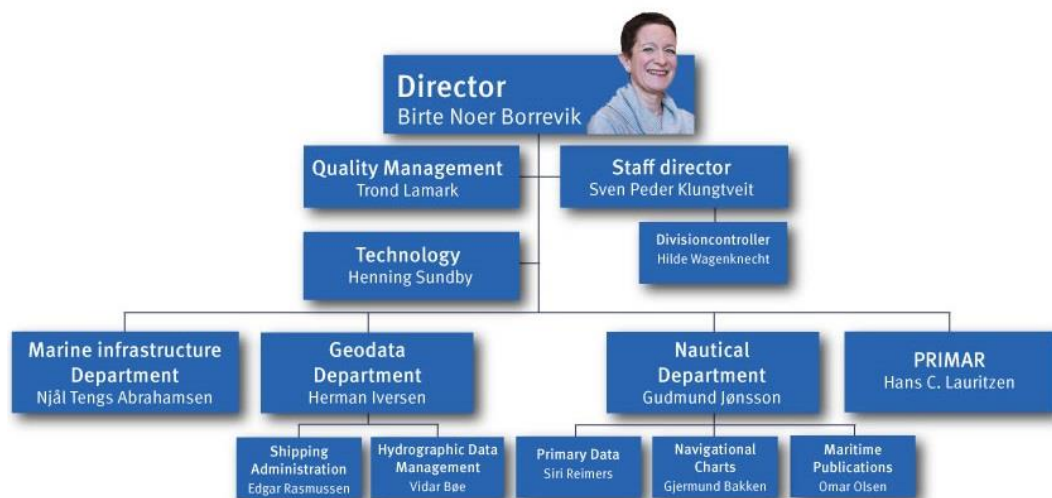 Director
Birte Noer Borrevik
Quality Management
Trond Lamark
Staff director
Sven Peder Klungtveit
Divisioncontroller
Hilde Wagenknecht
Technology
Henning Sundby
Marine infrastructure
Department
Njål Tengs Abrahamsen
Geodata
Department
Herman Iversen
Nautical
Department
Gudmund Jønsson
PRIMAR
Hans C. Lauritzen
Shipping
Administration
Edgar Rasmussen
Hydrographic Data
Management
Vidar Bøe
Primary Data
Siri Reimers
Navigational
Charts
Gjermund Bakken
Maritime
Publications
Omar Olsen